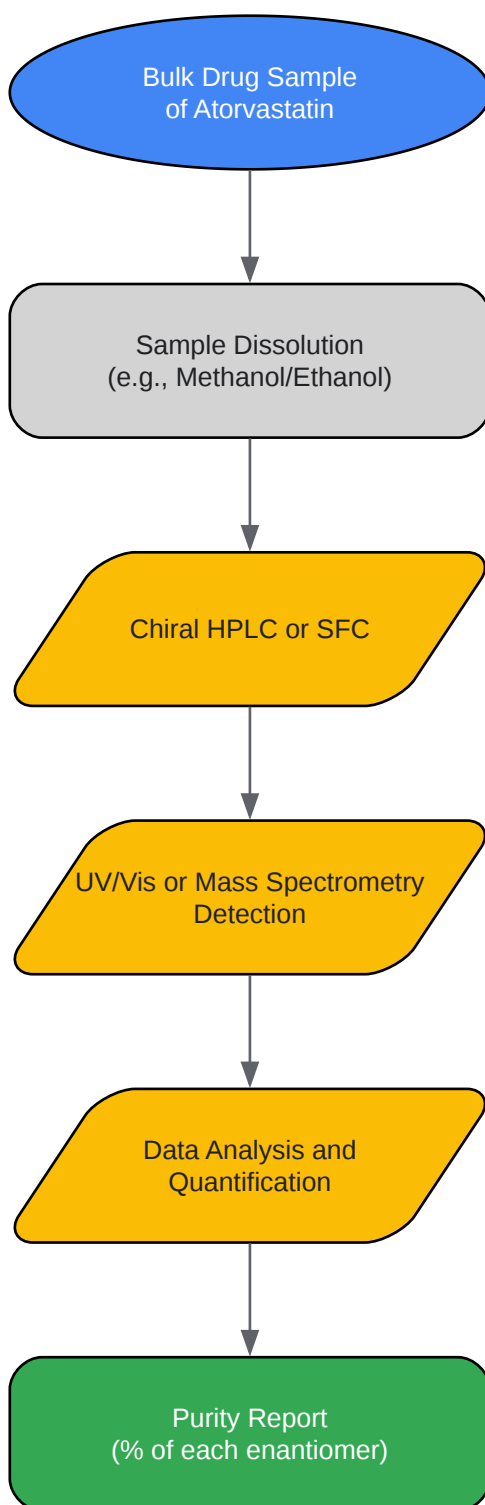 Bulk Drug Sample
of Atorvastatin
Sample Dissolution
(e.g., Methanol/Ethanol)
Chiral HPLC or SFC
UV/Vis or Mass Spectrometry
Detection
Data Analysis and
Quantification
Purity Report
(% of each enantiomer)